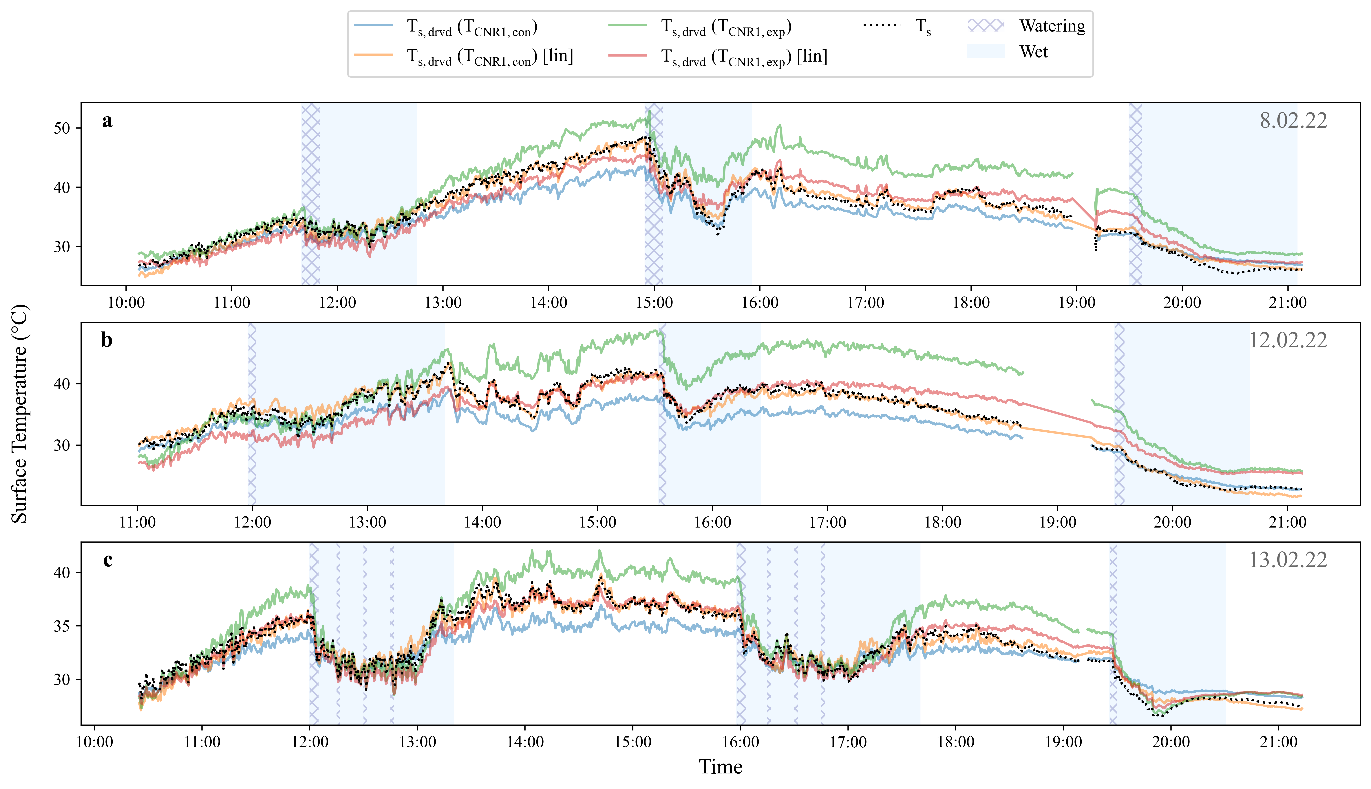 Ts, drvd (TCNR1, con)
Ts, drvd (TCNR1, con) [lin]
Ts, drvd (TCNR1, exp)
Ts, drvd (TCNR1, exp) [lin]
Ts
Watering
Wet
a
8.02.22
50
40
30
10:00 11:00 12:00 13:00 14:00 15:00 16:00 17:00 18:00 19:00 20:00 21:00
b
12.02.22
40
30
11:00 12:00 13:00 14:00 15:00 16:00 17:00 18:00 19:00 20:00 21:00
c
13.02.22
40
35
30
10:00 11:00 12:00 13:00 14:00 15:00 16:00 17:00 18:00 19:00 20:00 21:00
Surface Temperature (°C)
Time